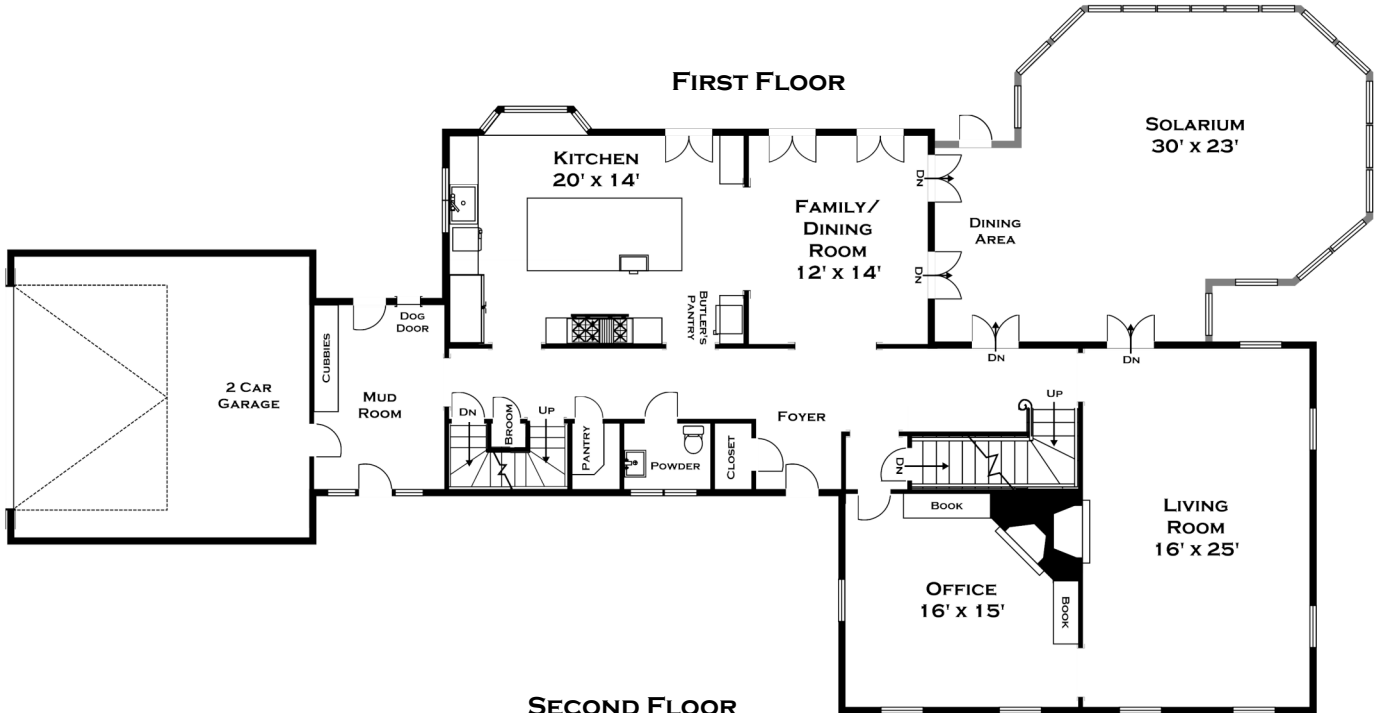 FIRST FLOOR
SOLARIUM
30' x 23'
KITCHEN
20' x 14'
FAMILY/
DINING
ROOM
12' x 14'
DN
DINING
AREA
DN
BUTLER'S
PANTRY
DOG
DOOR
CUBBIES
2 CAR
GARAGE
MUD
ROOM
DN
BROOM
UP
PANTRY
POWDER
CLOSET
FOYER
DN
DN
UP
DN
BOOK
LIVING
ROOM
16' x 25'
OFFICE
16' x 15'
BOOK
SECOND FLOOR